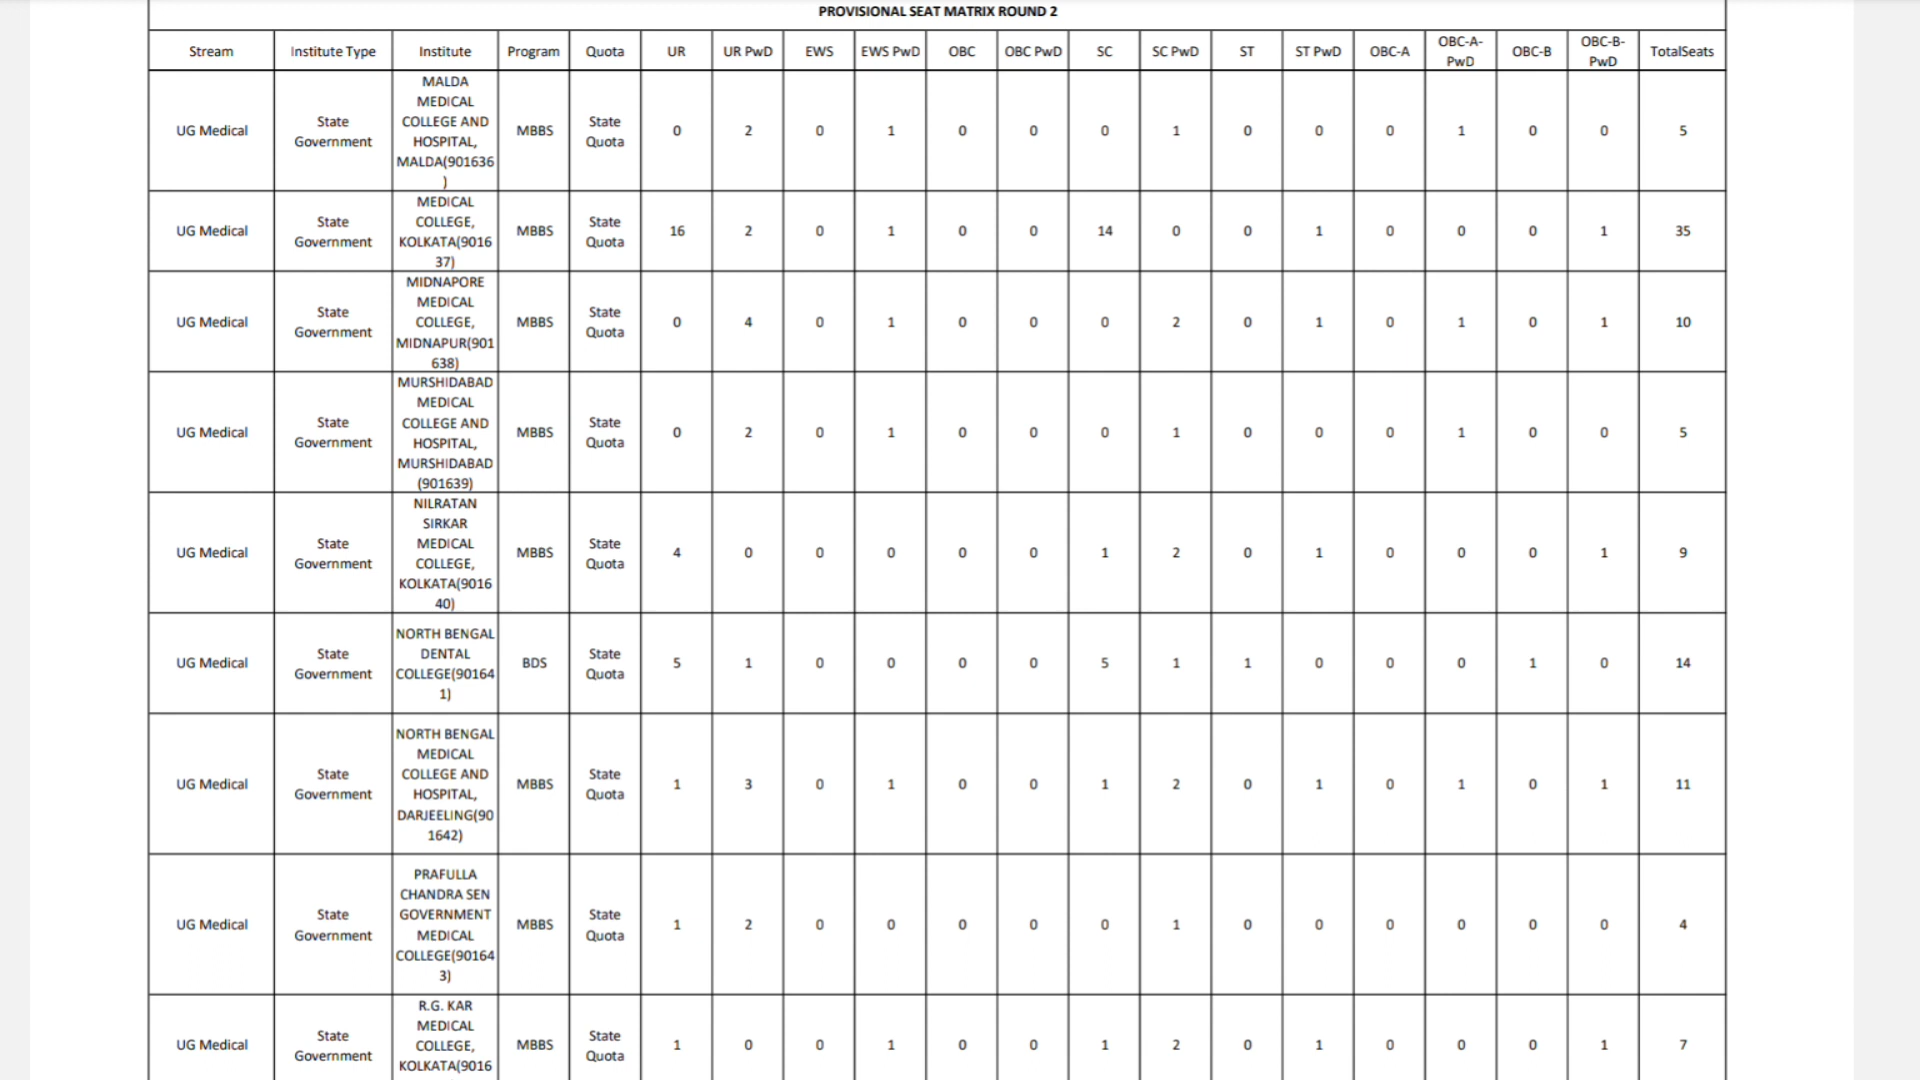 PROVISIONAL SEAT MATRIX ROUND 2
Stream Institute Type Institute Program Quota UR UR PwD EWS EWS PwD OBC OBC PwD SC SC PwD ST ST PwD OBC-A OBC-A-PwD OBC-B OBC-B-PwD TotalSeats
UG Medical State Government MALDA MEDICAL COLLEGE AND HOSPITAL, MALDA(901636) MBBS State Quota 0 2 0 1 0 0 0 1 0 0 0 1 0 0 5
UG Medical State Government MEDICAL COLLEGE, KOLKATA(901637) MBBS State Quota 16 2 0 1 0 0 14 0 0 1 0 0 0 1 35
UG Medical State Government MIDNAPORE MEDICAL COLLEGE, MIDNAPUR(901638) MBBS State Quota 0 4 0 1 0 0 0 2 0 1 0 1 0 1 10
UG Medical State Government MURSHIDABAD MEDICAL COLLEGE AND HOSPITAL, MURSHIDABAD (901639) MBBS State Quota 0 2 0 1 0 0 0 1 0 0 0 1 0 0 5
UG Medical State Government NILRATAN SIRKAR MEDICAL COLLEGE, KOLKATA(901640) MBBS State Quota 4 0 0 0 0 0 1 2 0 1 0 0 0 1 9
UG Medical State Government NORTH BENGAL DENTAL COLLEGE(901641) BDS State Quota 5 1 0 0 0 0 5 1 1 0 0 0 1 0 14
UG Medical State Government NORTH BENGAL MEDICAL COLLEGE AND HOSPITAL, DARJEELING(901642) MBBS State Quota 1 3 0 1 0 0 1 2 0 1 0 1 0 1 11
UG Medical State Government PRAFULLA CHANDRA SEN GOVERNMENT MEDICAL COLLEGE(901643) MBBS State Quota 1 2 0 0 0 0 0 1 0 0 0 0 0 0 4
UG Medical State Government R.G. KAR MEDICAL COLLEGE, KOLKATA(9016 MBBS State Quota 1 0 0 1 0 0 1 2 0 1 0 0 0 1 7